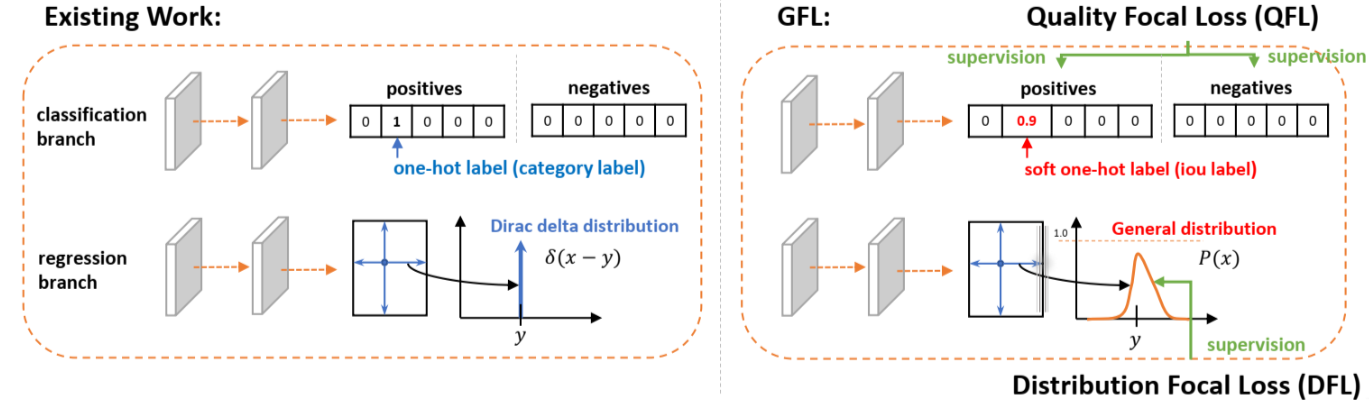 Existing Work:
classification
branch
positives
negatives
0 1 0 0 0
0 0 0 0 0
one-hot label (category label)
regression
branch
Dirac delta distribution
δ(x − y)
y
GFL:
Quality Focal Loss (QFL)
supervision
supervision
positives
negatives
0 0.9 0 0 0
0 0 0 0 0
soft one-hot label (iou label)
1.0
General distribution
P(x)
y
supervision
Distribution Focal Loss (DFL)